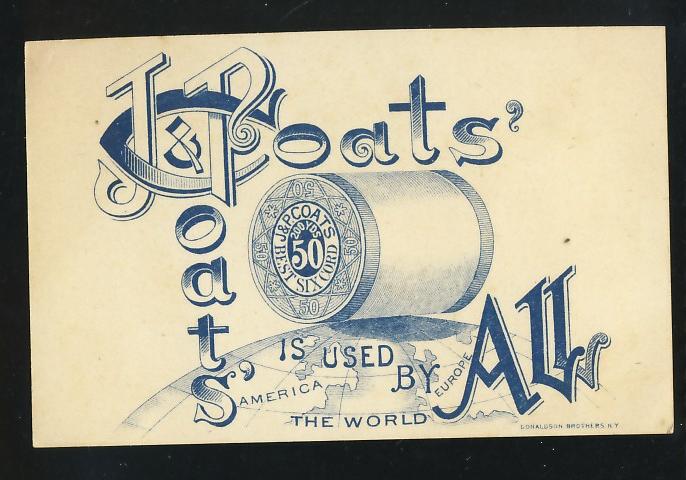 J&P Coats'
oats'
50
J&P.COATS
200 YDS
50
BEST SIX CORD
50
50
50
IS USED BY ALL
AMERICA
EUROPE
THE WORLD
DONALDSON BROTHERS, N.Y.